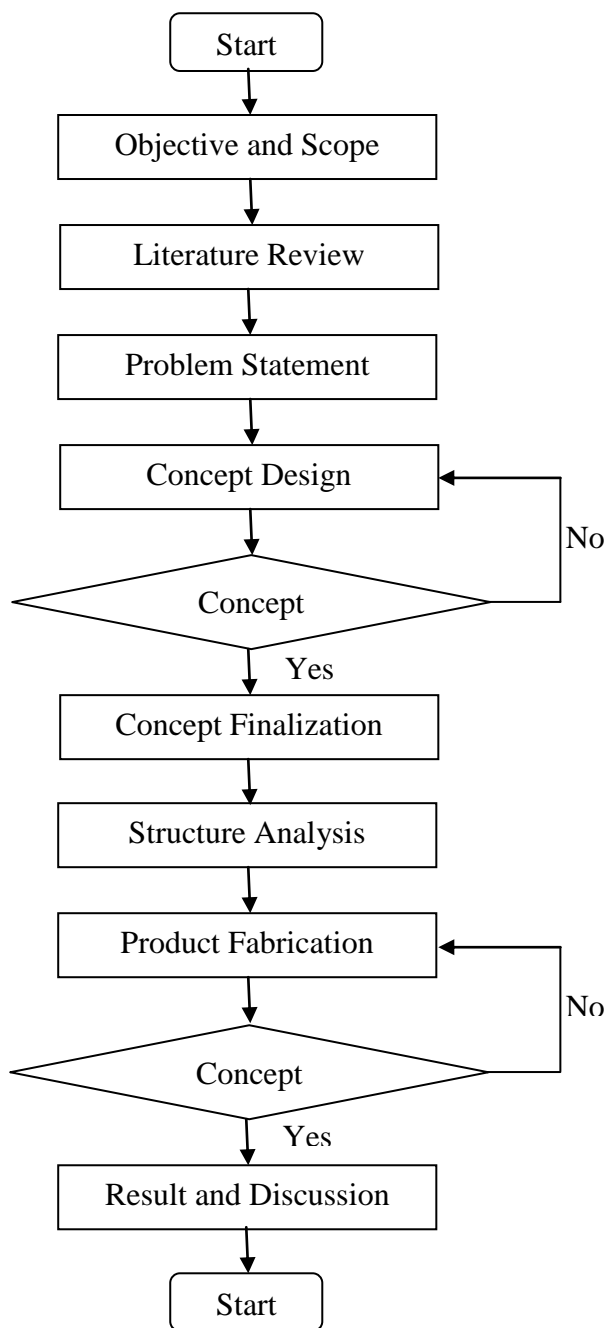 Start
Objective and Scope
Literature Review
Problem Statement
Concept Design
No
Concept
Yes
Concept Finalization
Structure Analysis
Product Fabrication
No
Concept
Yes
Result and Discussion
Start